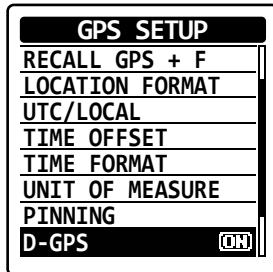 GPS SETUP
RECALL GPS + F
LOCATION FORMAT
UTC/LOCAL
TIME OFFSET
TIME FORMAT
UNIT OF MEASURE
PINNING
D-GPS ON